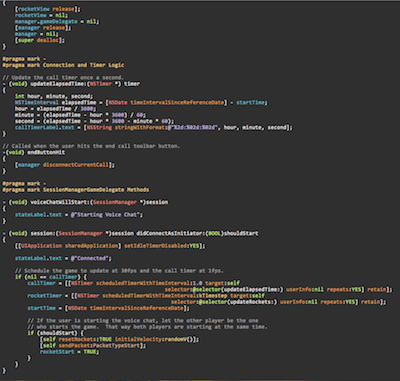 {
[rocketView release];
rocketView = nil;
manager.gameDelegate = nil;
[manager release];
manager = nil;
[super dealloc];
}
#pragma mark -
#pragma mark Connection and Timer Logic
// Update the call timer once a second.
- (void) updateElapsedTime:(NSTimer *) timer
{
int hour, minute, second;
NSTimeInterval elapsedTime = [NSDate timeIntervalSinceReferenceDate] - startTime;
hour = elapsedTime / 3600;
minute = (elapsedTime - hour * 3600) / 60;
second = (elapsedTime - hour * 3600 - minute * 60);
callTimerLabel.text = [NSString stringWithFormat:@"%2d:%02d:%02d", hour, minute, second];
}
// Called when the user hits the end call toolbar button.
-(void) endButtonHit
{
[manager disconnectCurrentCall];
}
#pragma mark -
#pragma mark SessionManagerGameDelegate Methods
- (void) voiceChatWillStart:(SessionManager *)session
{
stateLabel.text = @"Starting Voice Chat";
}
- (void) session:(SessionManager *)session didConnectAsInitiator:(BOOL)shouldStart
{
[[UIApplication sharedApplication] setIdleTimerDisabled:YES];
stateLabel.text = @"Connected";
// Schedule the game to update at 30fps and the call timer at 1fps.
if (nil == callTimer) {
callTimer = [[NSTimer scheduledTimerWithTimeInterval:1.0 target:self
selector:@selector(updateElapsedTime:) userInfo:nil repeats:YES] retain];
rocketTimer = [[NSTimer scheduledTimerWithTimeInterval:kTimestep target:self
selector:@selector(updateRockets:) userInfo:nil repeats:YES] retain];
startTime = [NSDate timeIntervalSinceReferenceDate];
// If the user is starting the voice chat, let the other player be the one
// who starts the game. That way both players are starting at the same time.
if (shouldStart) {
[self resetRockets:TRUE initialVelocity:randomV()];
[self sendPacket:PacketTypeStart];
rocketStart = TRUE;
}